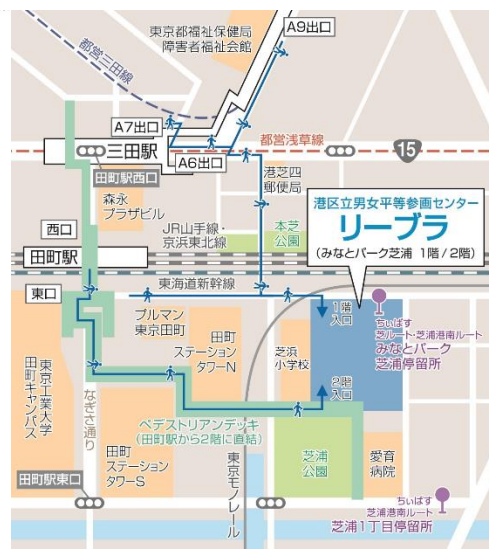 東京都福祉保健局
障害者福祉会館
A9出口
都営三田線
A7出口
三田駅
A6出口
都営浅草線
15
田町駅西口
港芝四
郵便局
森永
プラザビル
港区立男女平等参画センター
リーブラ
(みなとパーク芝浦 1階/2階)
西口
JR山手線・
京浜東北線
本芝
公園
田町駅
東海道新幹線
東口
1階
入口
ちぃばす
芝ルート・芝浦港南ルート
みなとパーク
芝浦停留所
プルマン
東京田町
田町
ステーション
タワーN
芝浜
小学校
東京工業大学
田町キャンパス
なぎさ通り
2階
入口
ペデストリアンデッキ
(田町駅から2階に直結)
田町
ステーション
タワーS
東京モノレール
芝浦
公園
愛育
病院
田町駅東口
ちぃばす
芝浦港南ルート
芝浦1丁目停留所